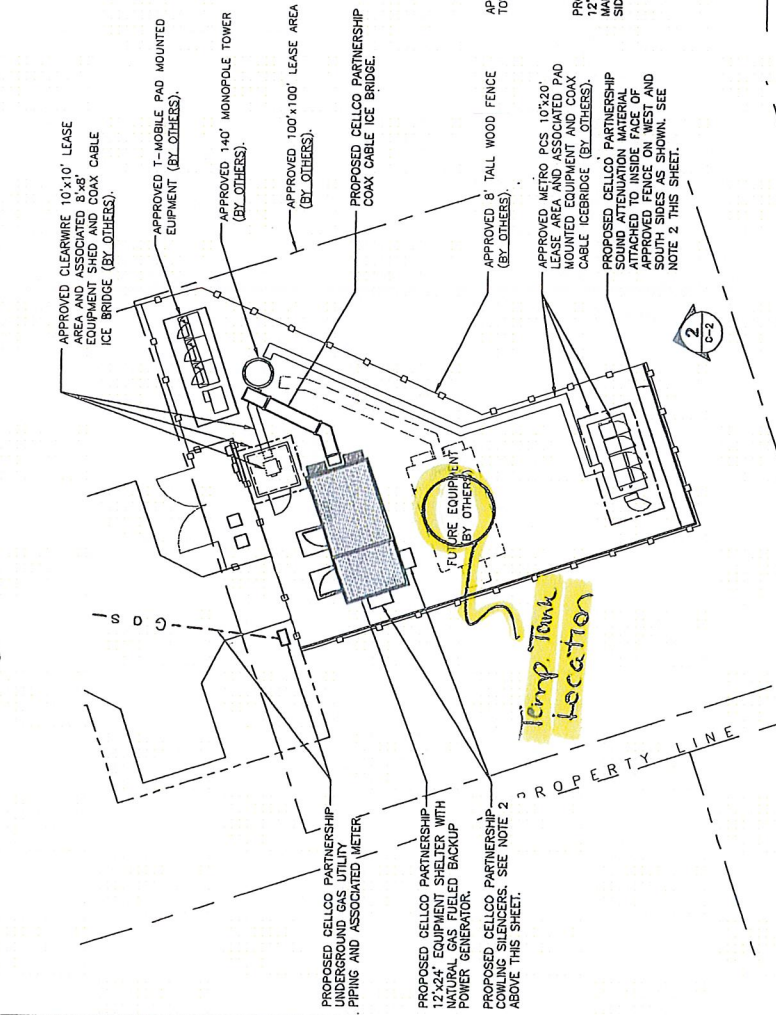 APPROVED CLEARWIRE 10'x10' LEASE
AREA AND ASSOCIATED 8'x8'
EQUIPMENT SHED AND COAX CABLE
ICE BRIDGE (BY OTHERS).
APPROVED T-MOBILE PAD MOUNTED
EUIPMENT (BY OTHERS).
APPROVED 140' MONOPOLE TOWER
(BY OTHERS).
APPROVED 100'x100' LEASE AREA
(BY OTHERS).
PROPOSED CELLCO PARTNERSHIP
COAX CABLE ICE BRIDGE.
APPROVED 8' TALL WOOD FENCE
(BY OTHERS).
APPROVED METRO PCS 10'x20'
LEASE AREA AND ASSOCIATED PAD
MOUNTED EQUIPMENT AND COAX
CABLE ICEBRIDGE (BY OTHERS).
PROPOSED CELLCO PARTNERSHIP
SOUND ATTENUATION MATERIAL
ATTACHED TO INSIDE FACE OF
APPROVED FENCE ON WEST AND
SOUTH SIDES AS SHOWN. SEE
NOTE 2 THIS SHEET.
AP
TO
PR
12'
MA
SID
2
C-2
Gas
FUTURE EQUIPMENT
(BY OTHERS)
Temp. Tank
Location
PROPERTY LINE
PROPOSED CELLCO PARTNERSHIP
UNDERGROUND GAS UTILITY
PIPING AND ASSOCIATED METER
PROPOSED CELLCO PARTNERSHIP
12'x24' EQUIPMENT SHELTER WITH
NATURAL GAS FUELED BACKUP
POWER GENERATOR.
PROPOSED CELLCO PARTNERSHIP
COWLING SILENCERS. SEE NOTE 2
ABOVE THIS SHEET.